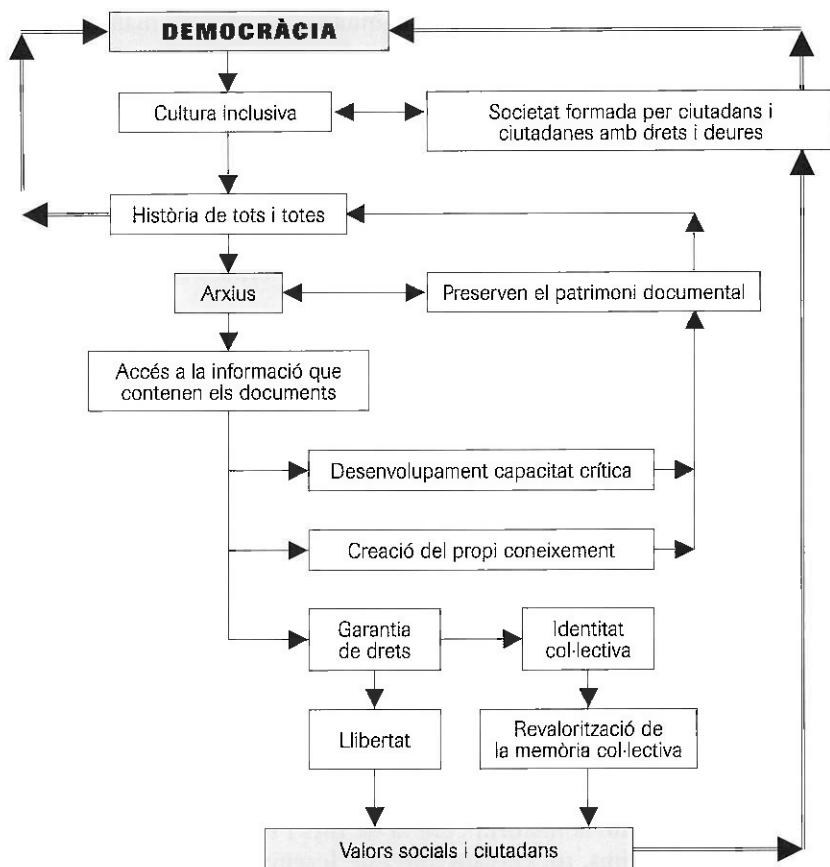 DEMOCRÀCIA
Cultura inclusiva
Societat formada per ciutadans i
ciutadanes amb drets i deures
Història de tots i totes
Arxius
Preserven el patrimoni documental
Accés a la informació que
contenen els documents
Desenvolupament capacitat crítica
Creació del propi coneixement
Garantia
de drets
Identitat
col·lectiva
Llibertat
Revalorització de
la memòria col·lectiva
Valors socials i ciutadans